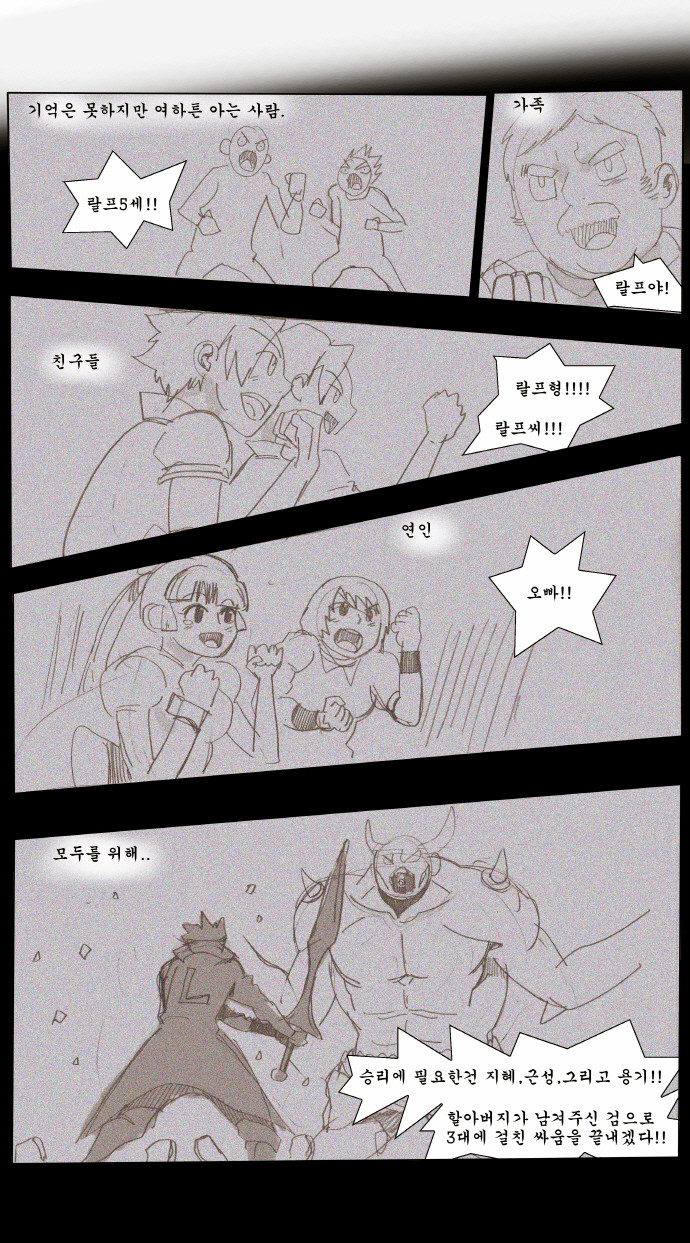 기억은 못하지만 여하튼 아는 사람.
랄프5세!!
가족
랄프야!
친구들
랄프형!!!!
랄프씨!!!
연인
오빠!!
모두를 위해..
L
승리에 필요한건 지혜,근성,그리고 용기!!
할아버지가 남겨주신 검으로
3대에 걸친 싸움을 끝내겠다!!